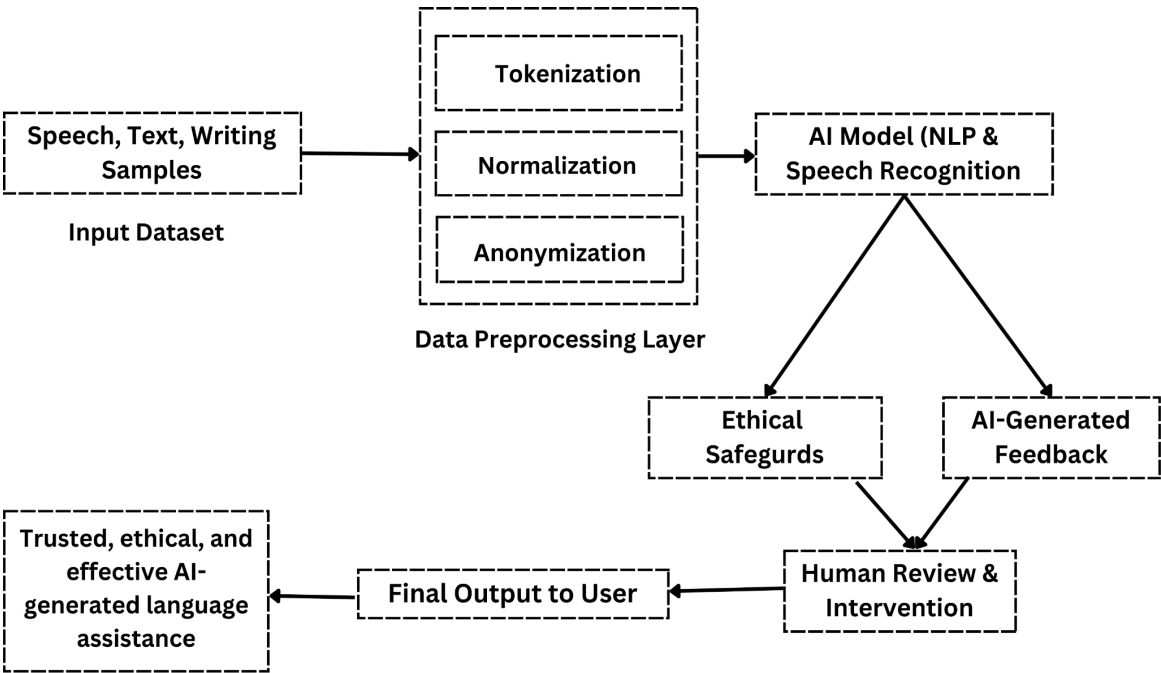 Speech, Text, Writing
Samples
Input Dataset
Tokenization
Normalization
Anonymization
Data Preprocessing Layer
AI Model (NLP &
Speech Recognition
Ethical
Safegurds
AI-Generated
Feedback
Human Review &
Intervention
Final Output to User
Trusted, ethical, and
effective AI-
generated language
assistance